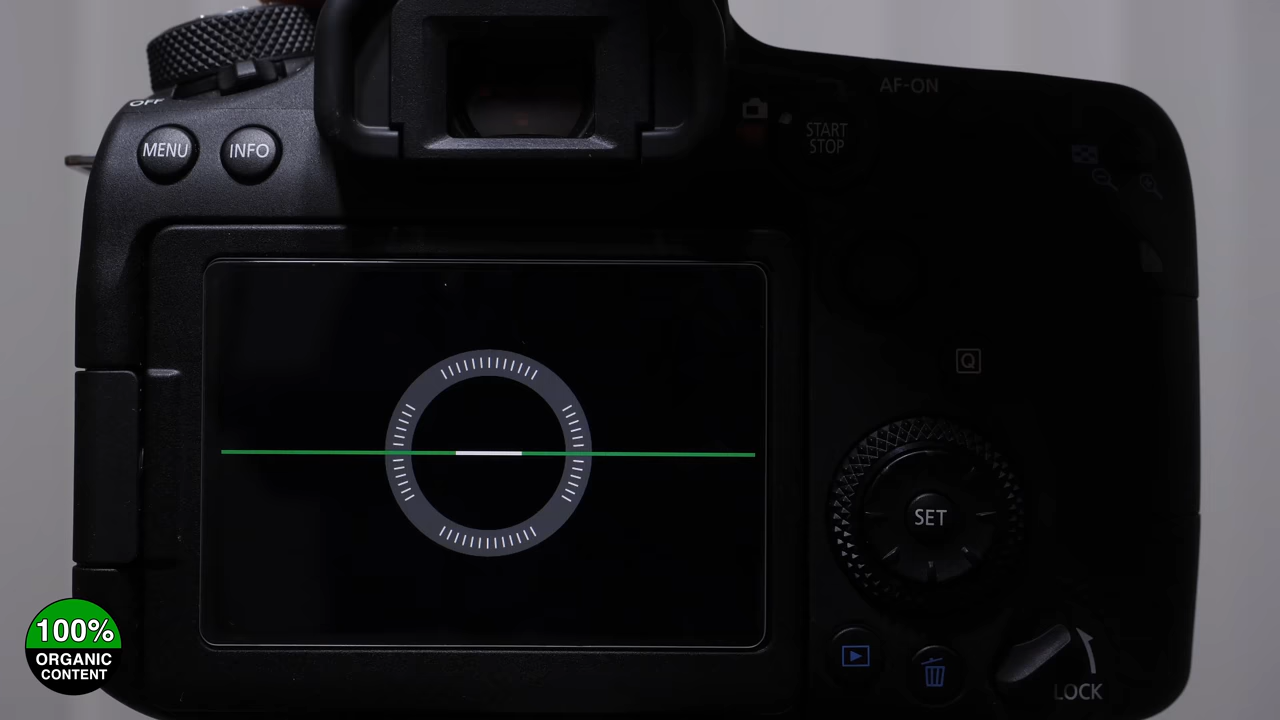 AF-ON
OFF
MENU
INFO
START
STOP
Q
SET
LOCK
100%
ORGANIC
CONTENT